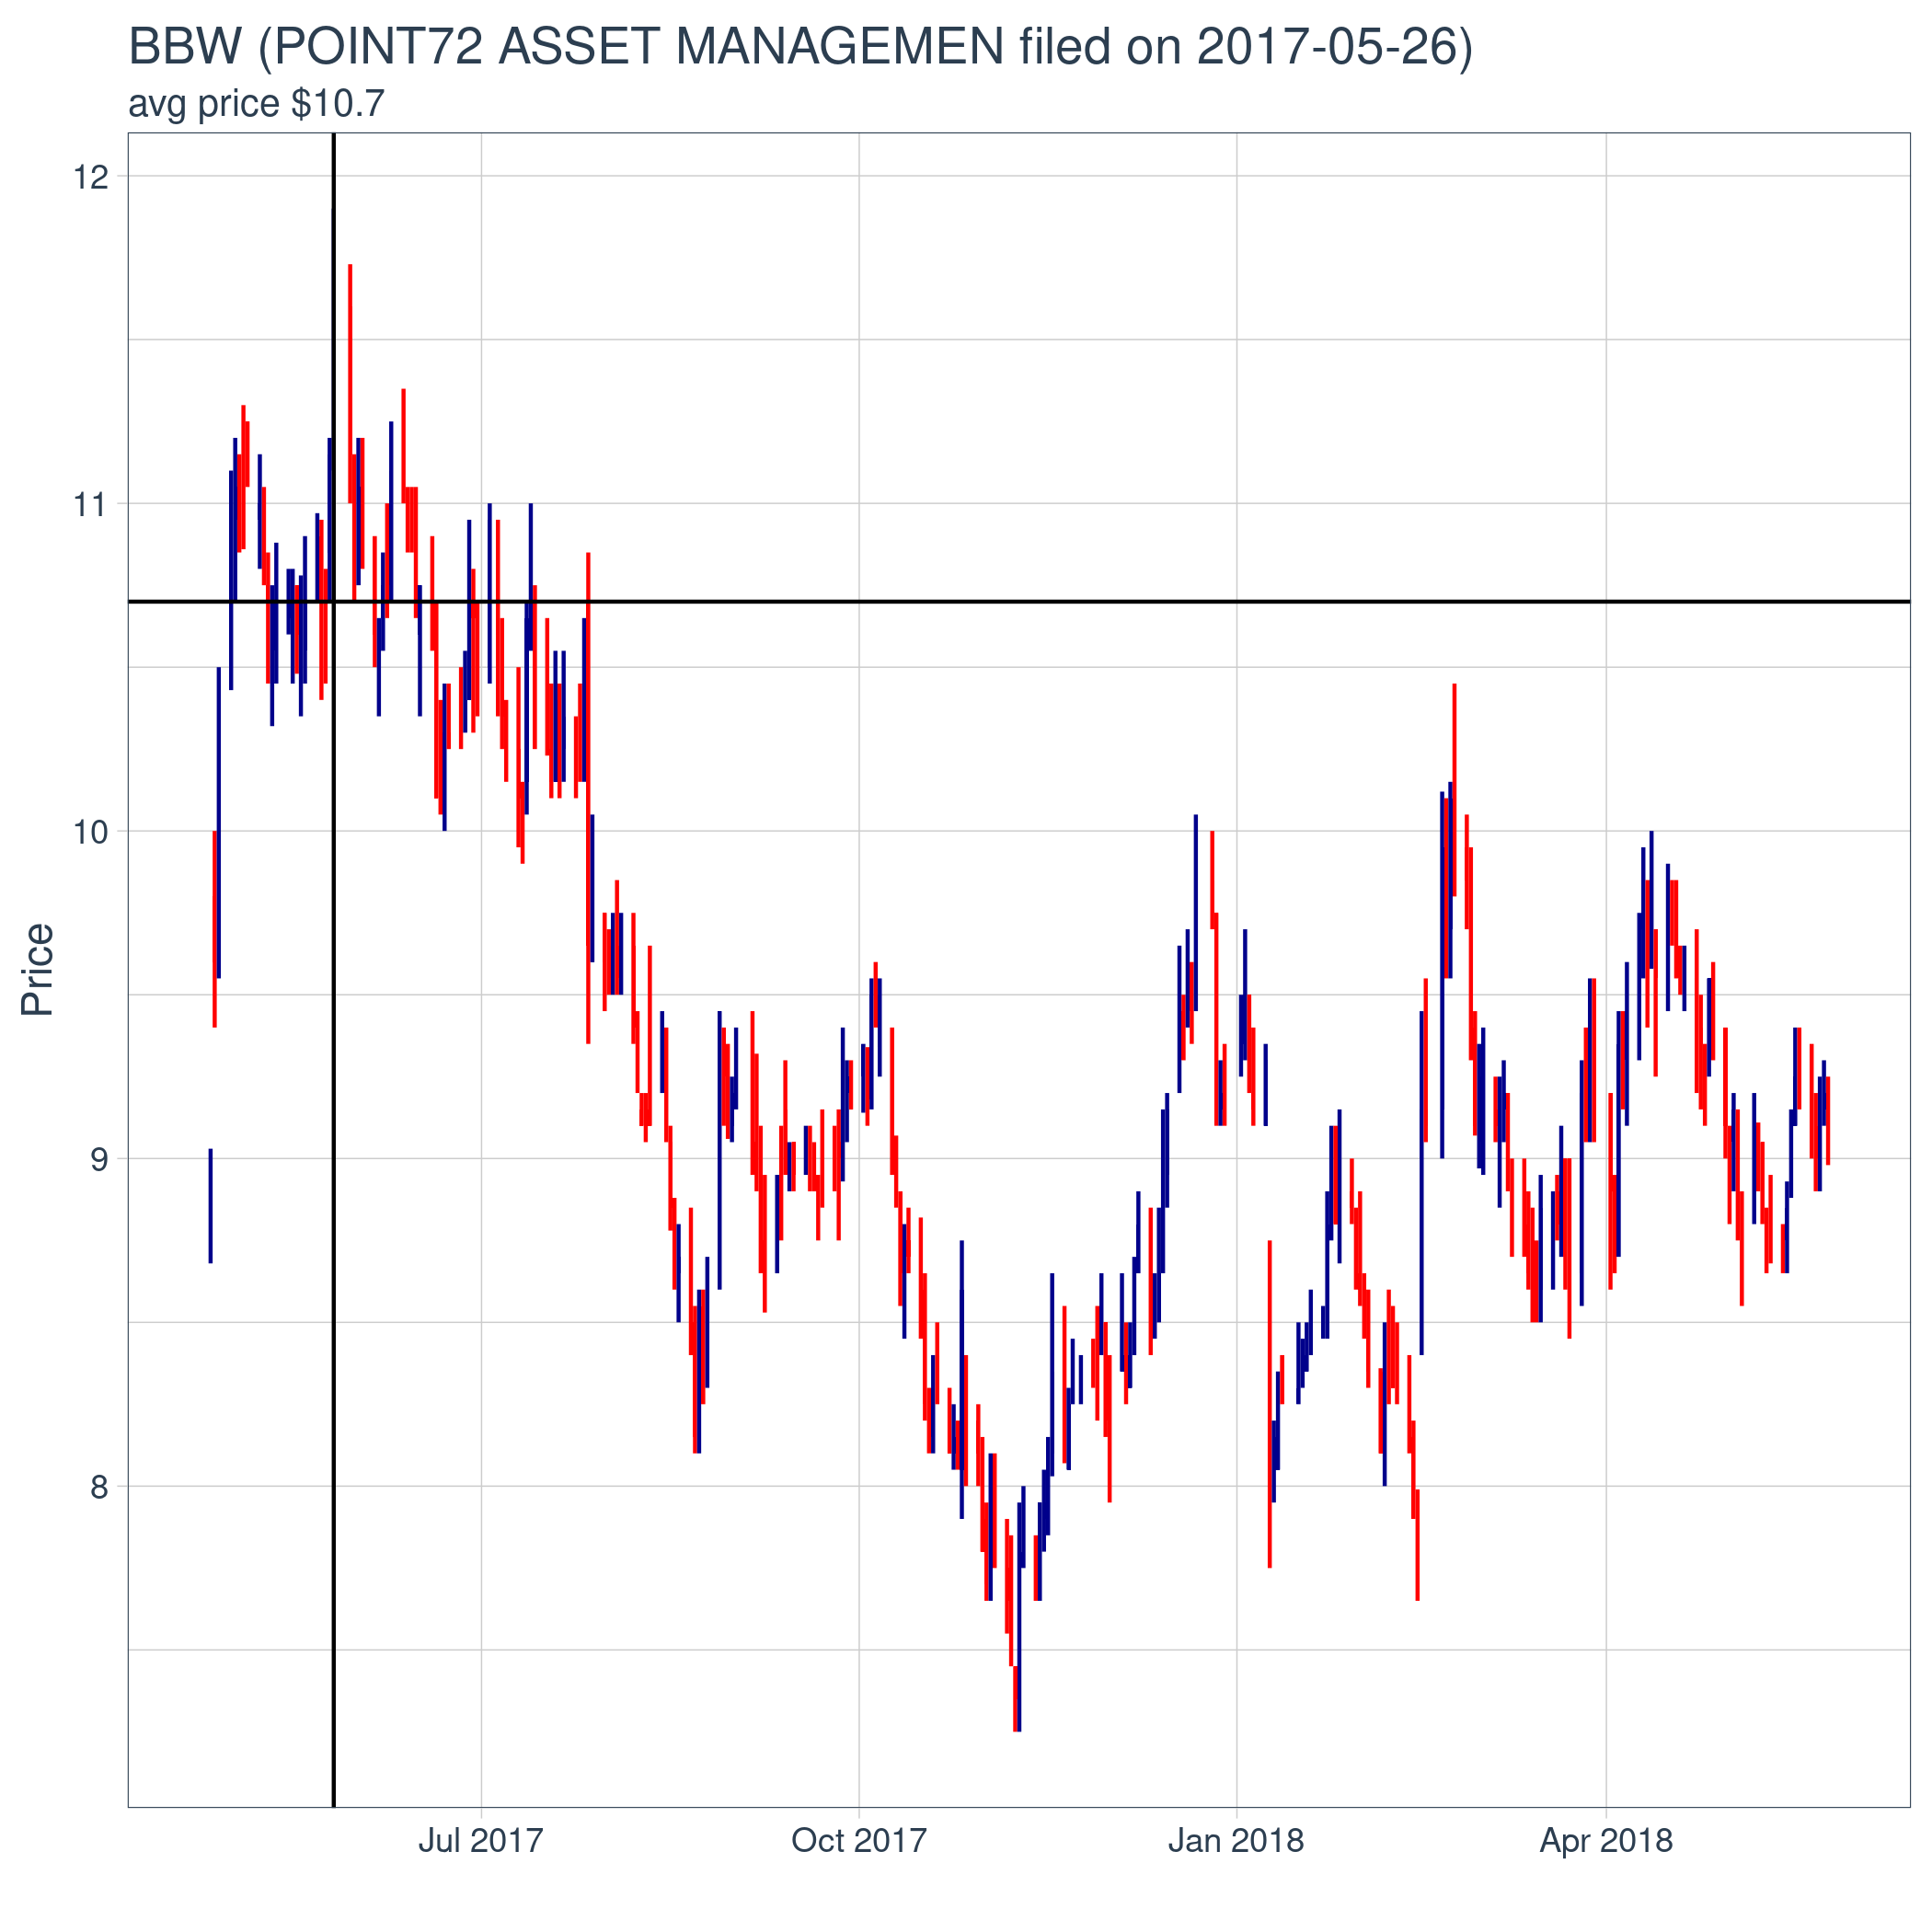 BBW (POINT72 ASSET MANAGEMEN filed on 2017-05-26)
avg price $10.7
12
11
10
9
8
Price
Jul 2017
Oct 2017
Jan 2018
Apr 2018